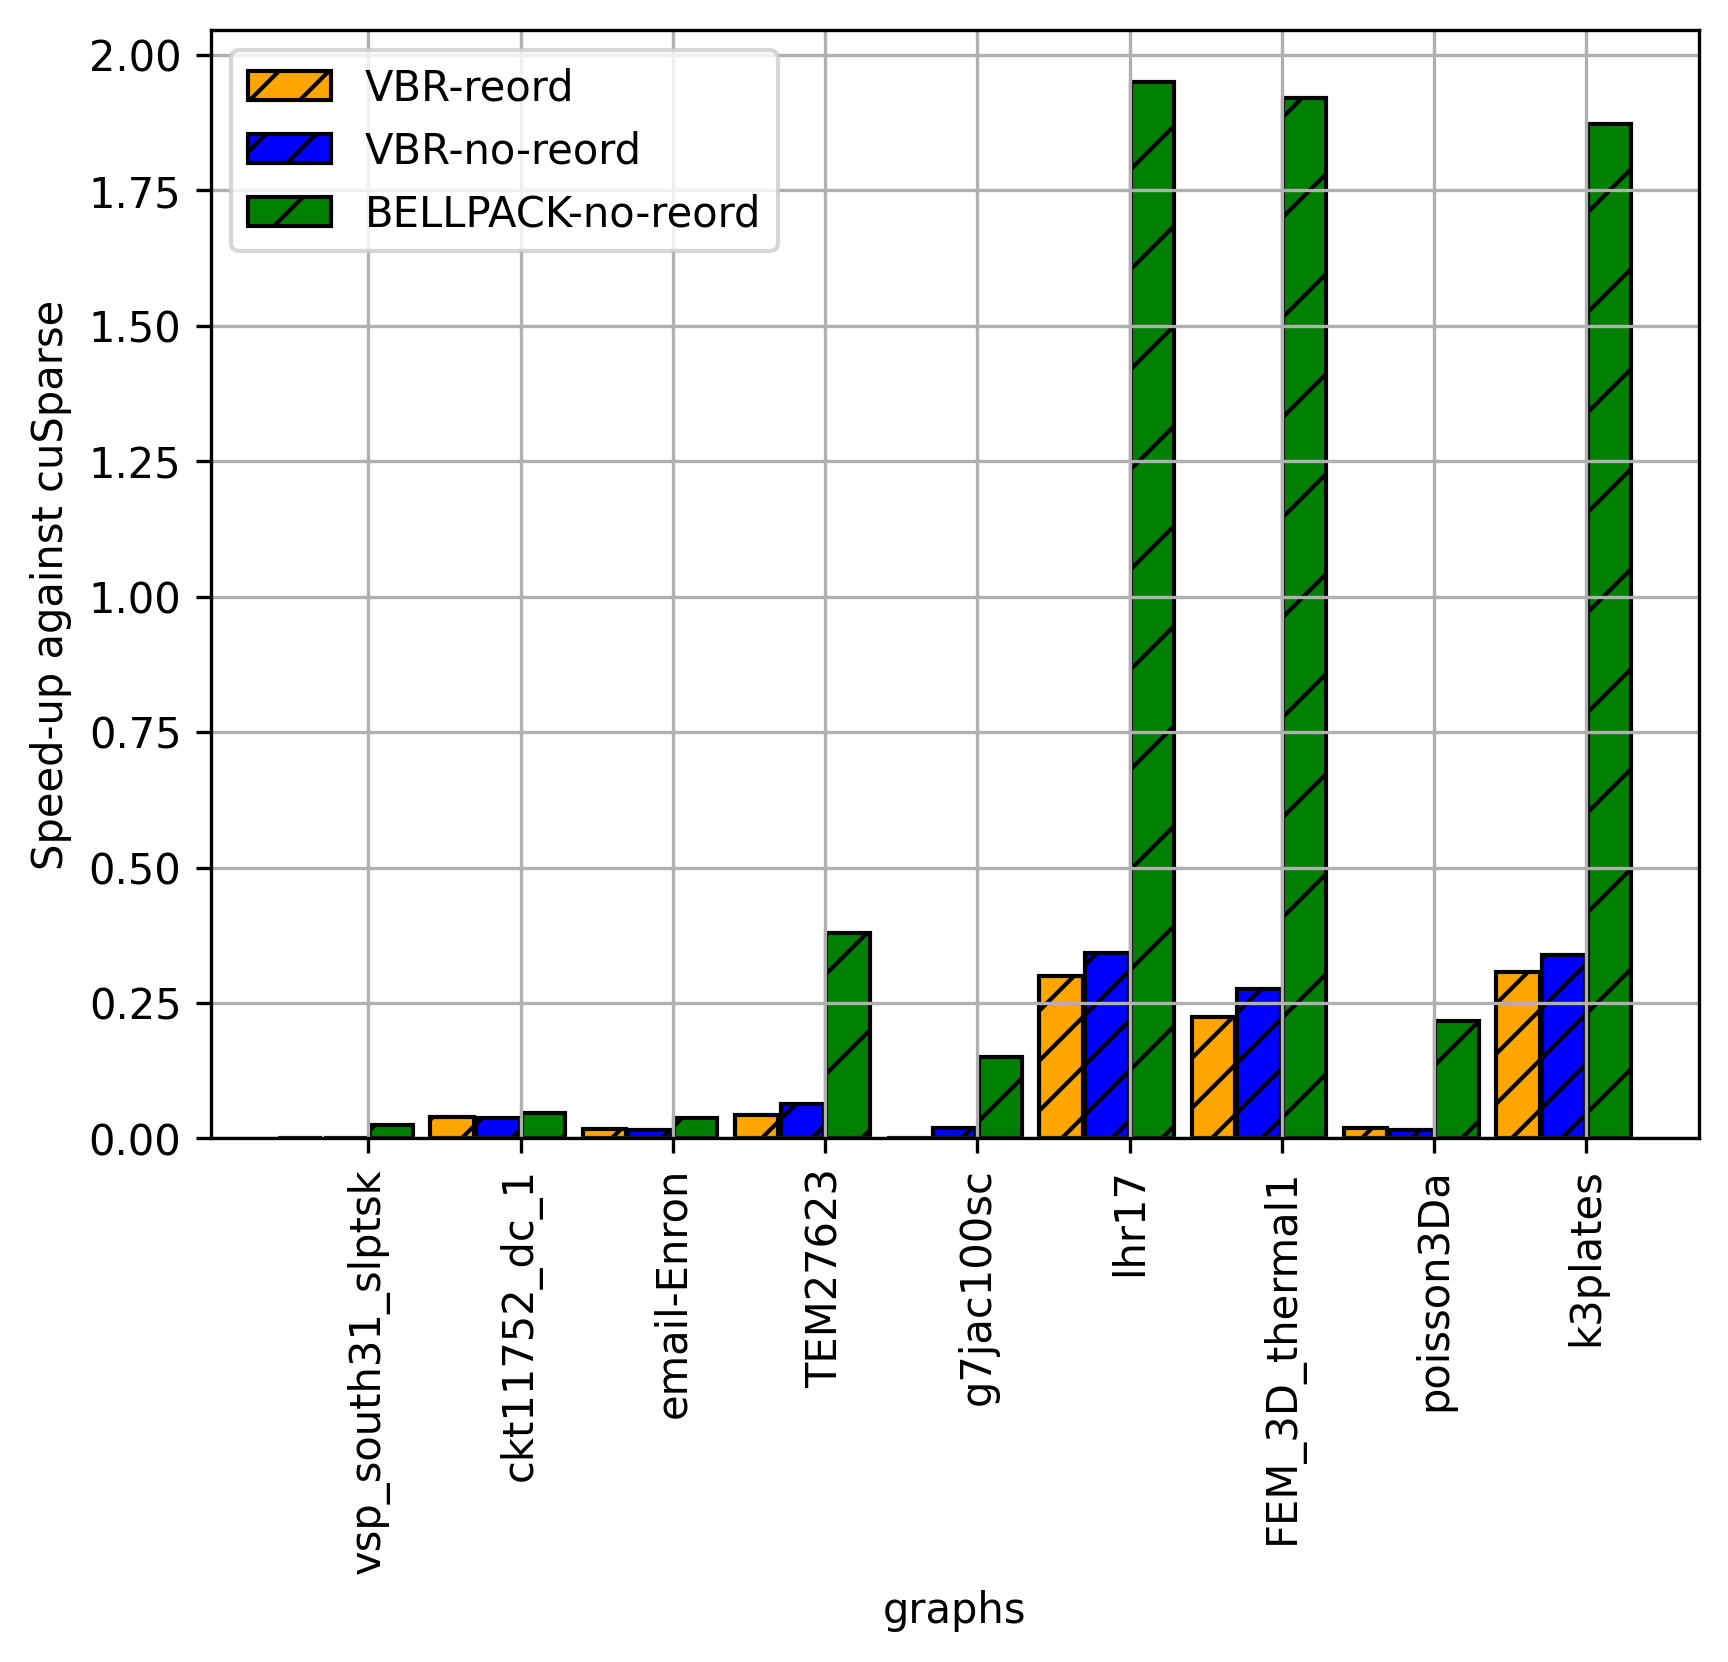 2.00
1.75
1.50
1.25
1.00
0.75
0.50
0.25
0.00
Speed-up against cuSparse
VBR-reord
VBR-no-reord
BELLPACK-no-reord
vsp_south31_slptsk
ckt11752_dc_1
email-Enron
TEM27623
g7jac100sc
lhr17
FEM_3D_thermal1
poisson3Da
k3plates
graphs